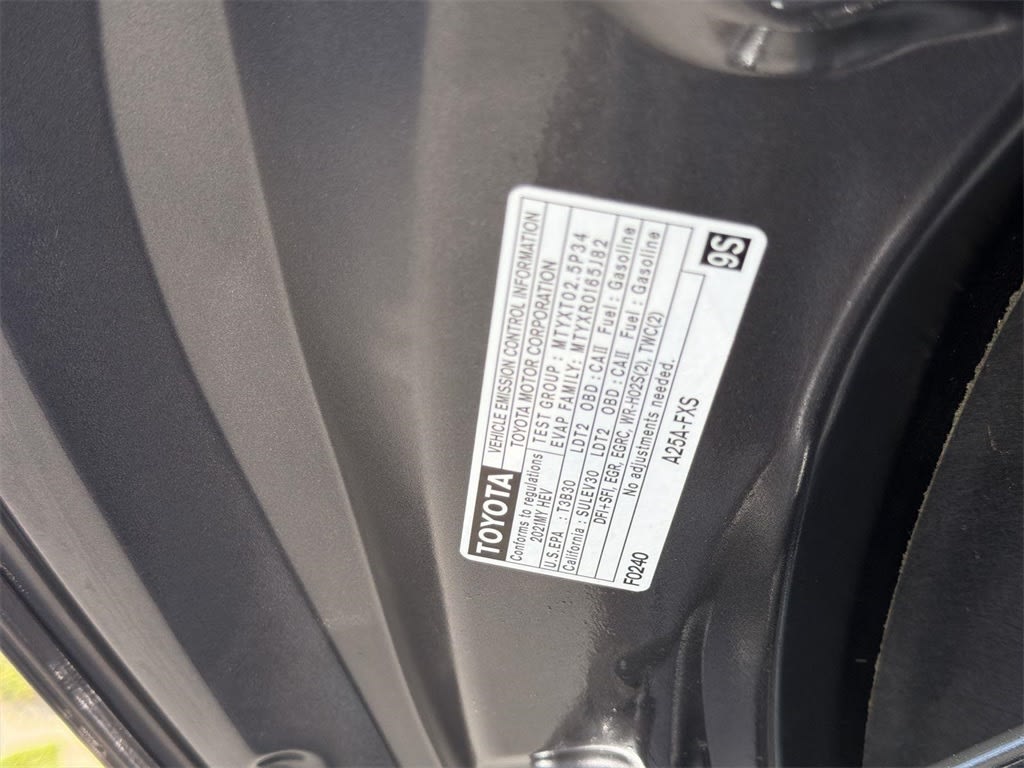 TOYOTA VEHICLE EMISSION CONTROL INFORMATION
TOYOTA MOTOR CORPORATION
Conforms to regulations TEST GROUP : MTYXT02.5P34
2021MY HEV EVAP FAMILY: MTYXR0165182
U.S.EPA : T3B30 LDT2 OBD : CAII Fuel : Gasoline
California : SULEV30 LDT2 OBD : CAII Fuel : Gasoline
DFI+SFI, EGR, EGRC, WR-HO2S(2), TWC(2)
No adjustments needed.
F0240 A25A-FXS 9S